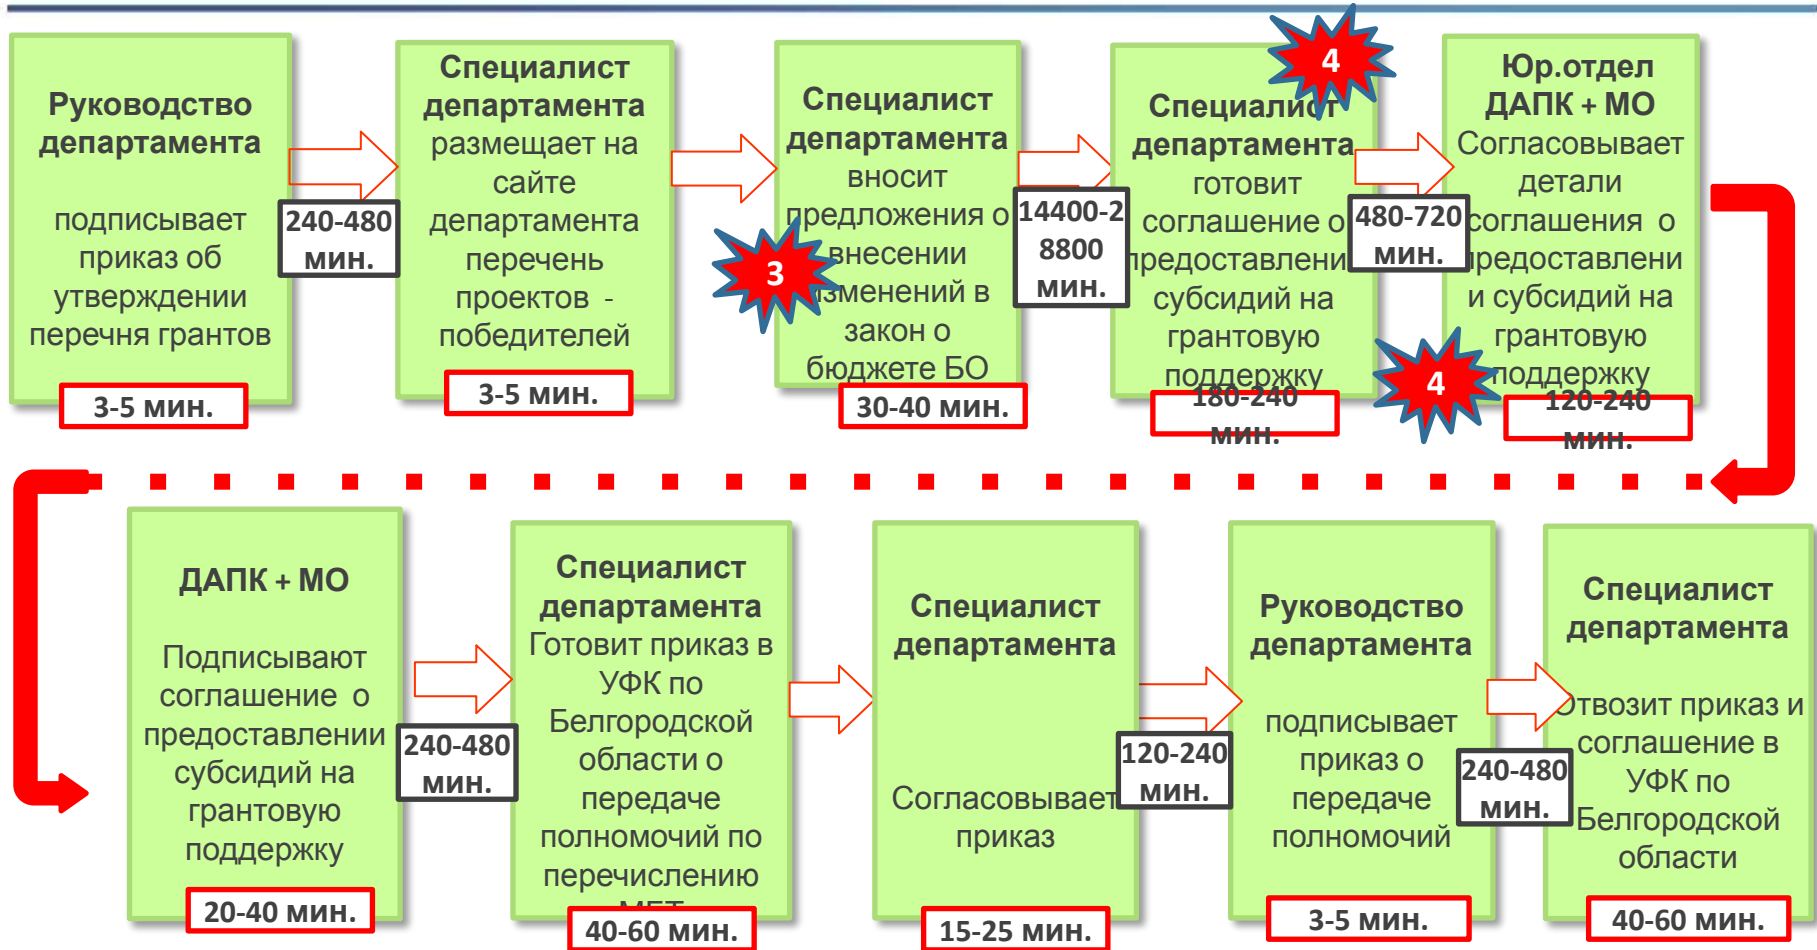 Руководство
департамента
подписывает
приказ об
утверждении
перечня грантов
3-5 мин.
240-480
мин.
Специалист
департамента
размещает на
сайте
департамента
перечень
проектов -
победителей
3-5 мин.
3
Специалист
департамента
вносит
предложения о
внесении
изменений в
закон о
бюджете БО
30-40 мин.
14400-2
8800
мин.
4
Специалист
департамента
готовит
соглашение о
предоставлени
субсидий на
грантовую
поддержку
180-240
мин.
480-720
мин.
4
Юр.отдел
ДАПК + МО
Согласовывает
детали
соглашения о
предоставлени
и субсидий на
грантовую
поддержку
120-240
мин.
ДАПК + МО
Подписывают
соглашение о
предоставлении
субсидий на
грантовую
поддержку
20-40 мин.
240-480
мин.
Специалист
департамента
Готовит приказ в
УФК по
Белгородской
области о
передаче
полномочий по
перечислению
40-60 мин.
Специалист
департамента
Согласовывает
приказ
15-25 мин.
120-240
мин.
Руководство
департамента
подписывает
приказ о
передаче
полномочий
3-5 мин.
240-480
мин.
Специалист
департамента
Отвозит приказ и
соглашение в
УФК по
Белгородской
области
40-60 мин.